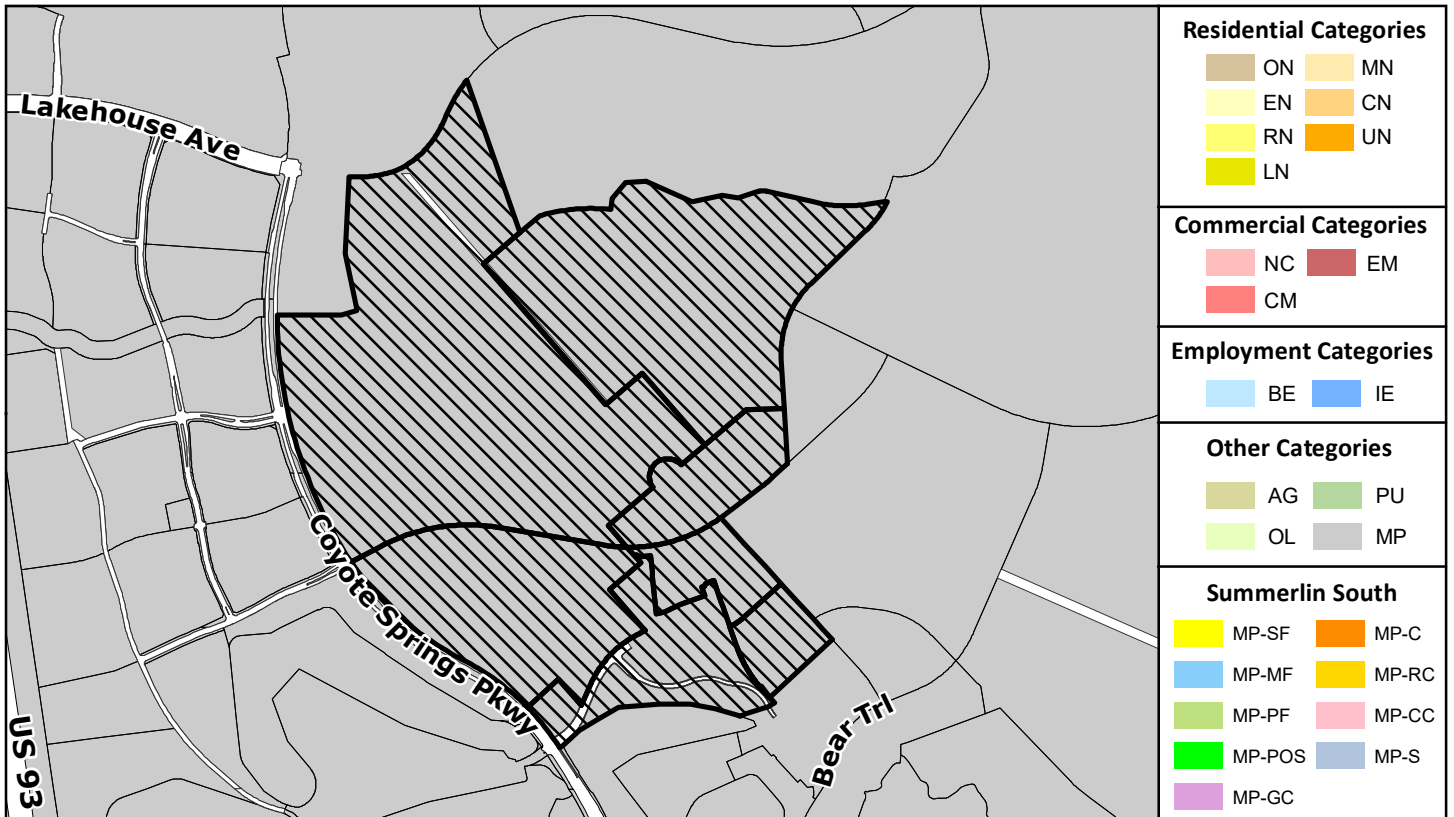 Lakehouse Ave
Coyote Springs Pkwy
US 93
Bear Trl
Residential Categories
ON MN
EN CN
RN UN
LN
Commercial Categories
NC EM
CM
Employment Categories
BE IE
Other Categories
AG PU
OL MP
Summerlin South
MP-SF MP-C
MP-MF MP-RC
MP-PF MP-CC
MP-POS MP-S
MP-GC